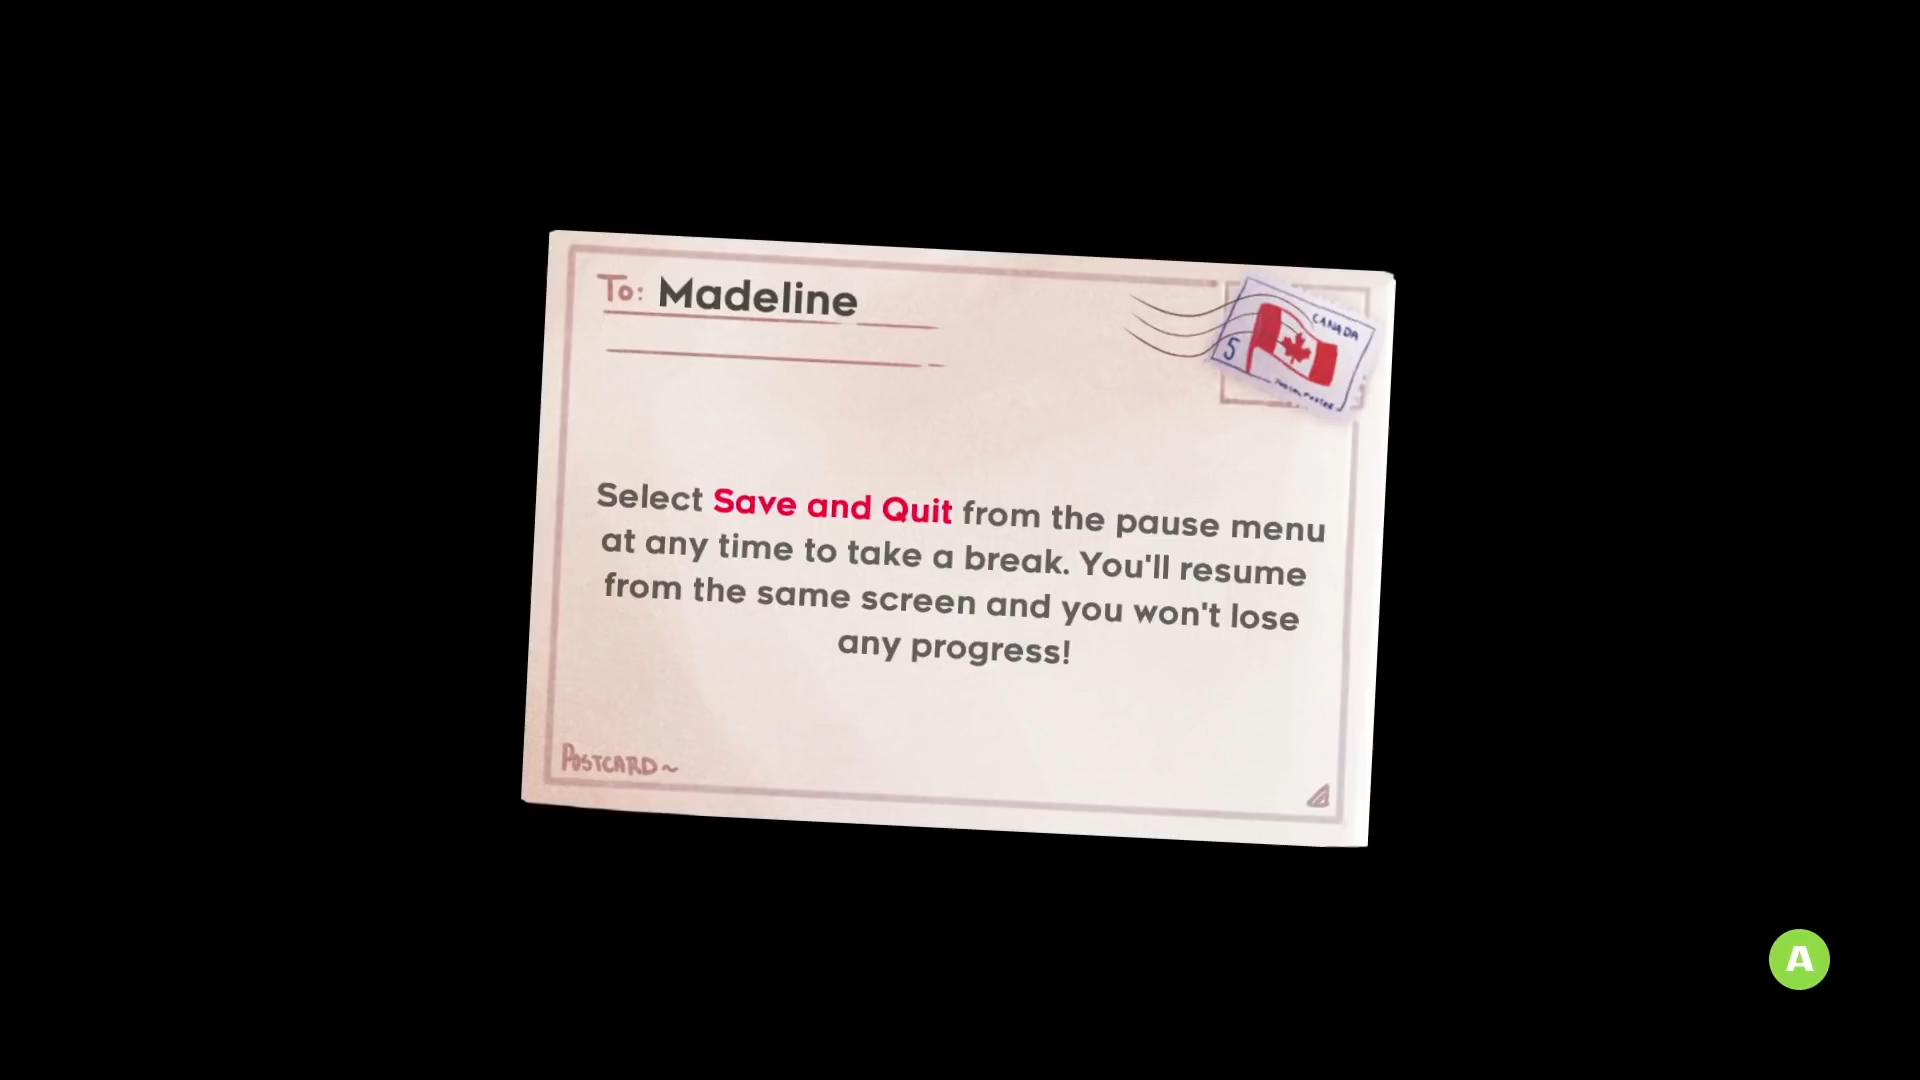 To: Madeline
CANADA
5
Select Save and Quit from the pause menu
at any time to take a break. You'll resume
from the same screen and you won't lose
any progress!
POSTCARD~
A